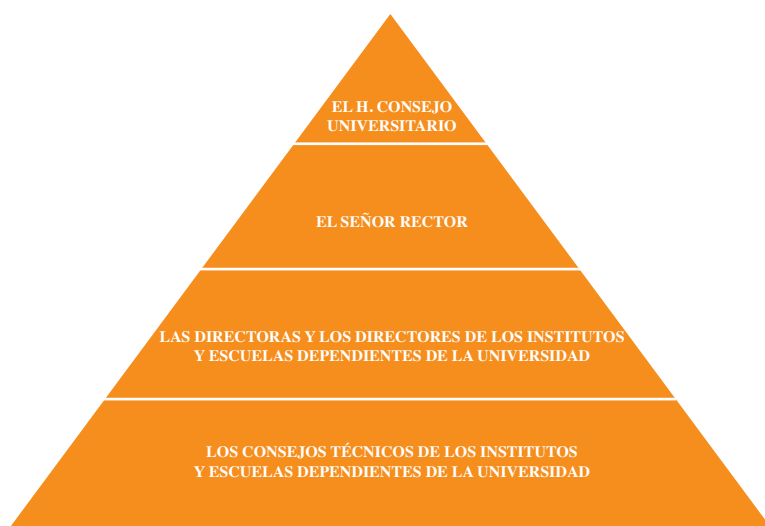 EL H. CONSEJO
UNIVERSITARIO
EL SEÑOR RECTOR
LAS DIRECTORAS Y LOS DIRECTORES DE LOS INSTITUTOS
Y ESCUELAS DEPENDIENTES DE LA UNIVERSIDAD
LOS CONSEJOS TÉCNICOS DE LOS INSTITUTOS
Y ESCUELAS DEPENDIENTES DE LA UNIVERSIDAD